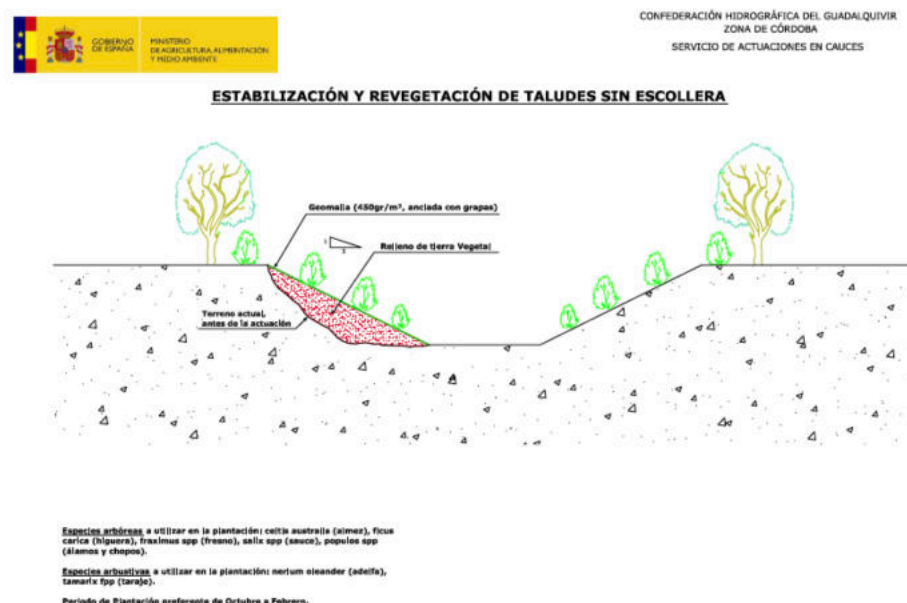 GOBIERNO
DE ESPAÑA
MINISTERIO
DE AGRICULTURA, ALIMENTACIÓN
Y MEDIO AMBIENTE
CONFEDERACIÓN HIDROGRÁFICA DEL GUADALQUIVIR
ZONA DE CÓRDOBA
SERVICIO DE ACTUACIONES EN CAUCES
ESTABILIZACIÓN Y REVEGETACIÓN DE TALUDES SIN ESCOLLERA
Geomalla (450gr/m², anclada con grapas)
1
Relleno de tierra Vegetal
Terreno actual,
antes de la actuación
Especies arbóreas a utilizar en la plantación: celtis australis (almez), ficus
carica (higuera), fraximus spp (fresno), salix spp (sauce), populos spp
(álamos y chopos).
Especies arbustivas a utilizar en la plantación: nerium oleander (adelfa),
tamarix fpp (taraje).
Periodo de Plantación preferente de Octubre a Febrero.